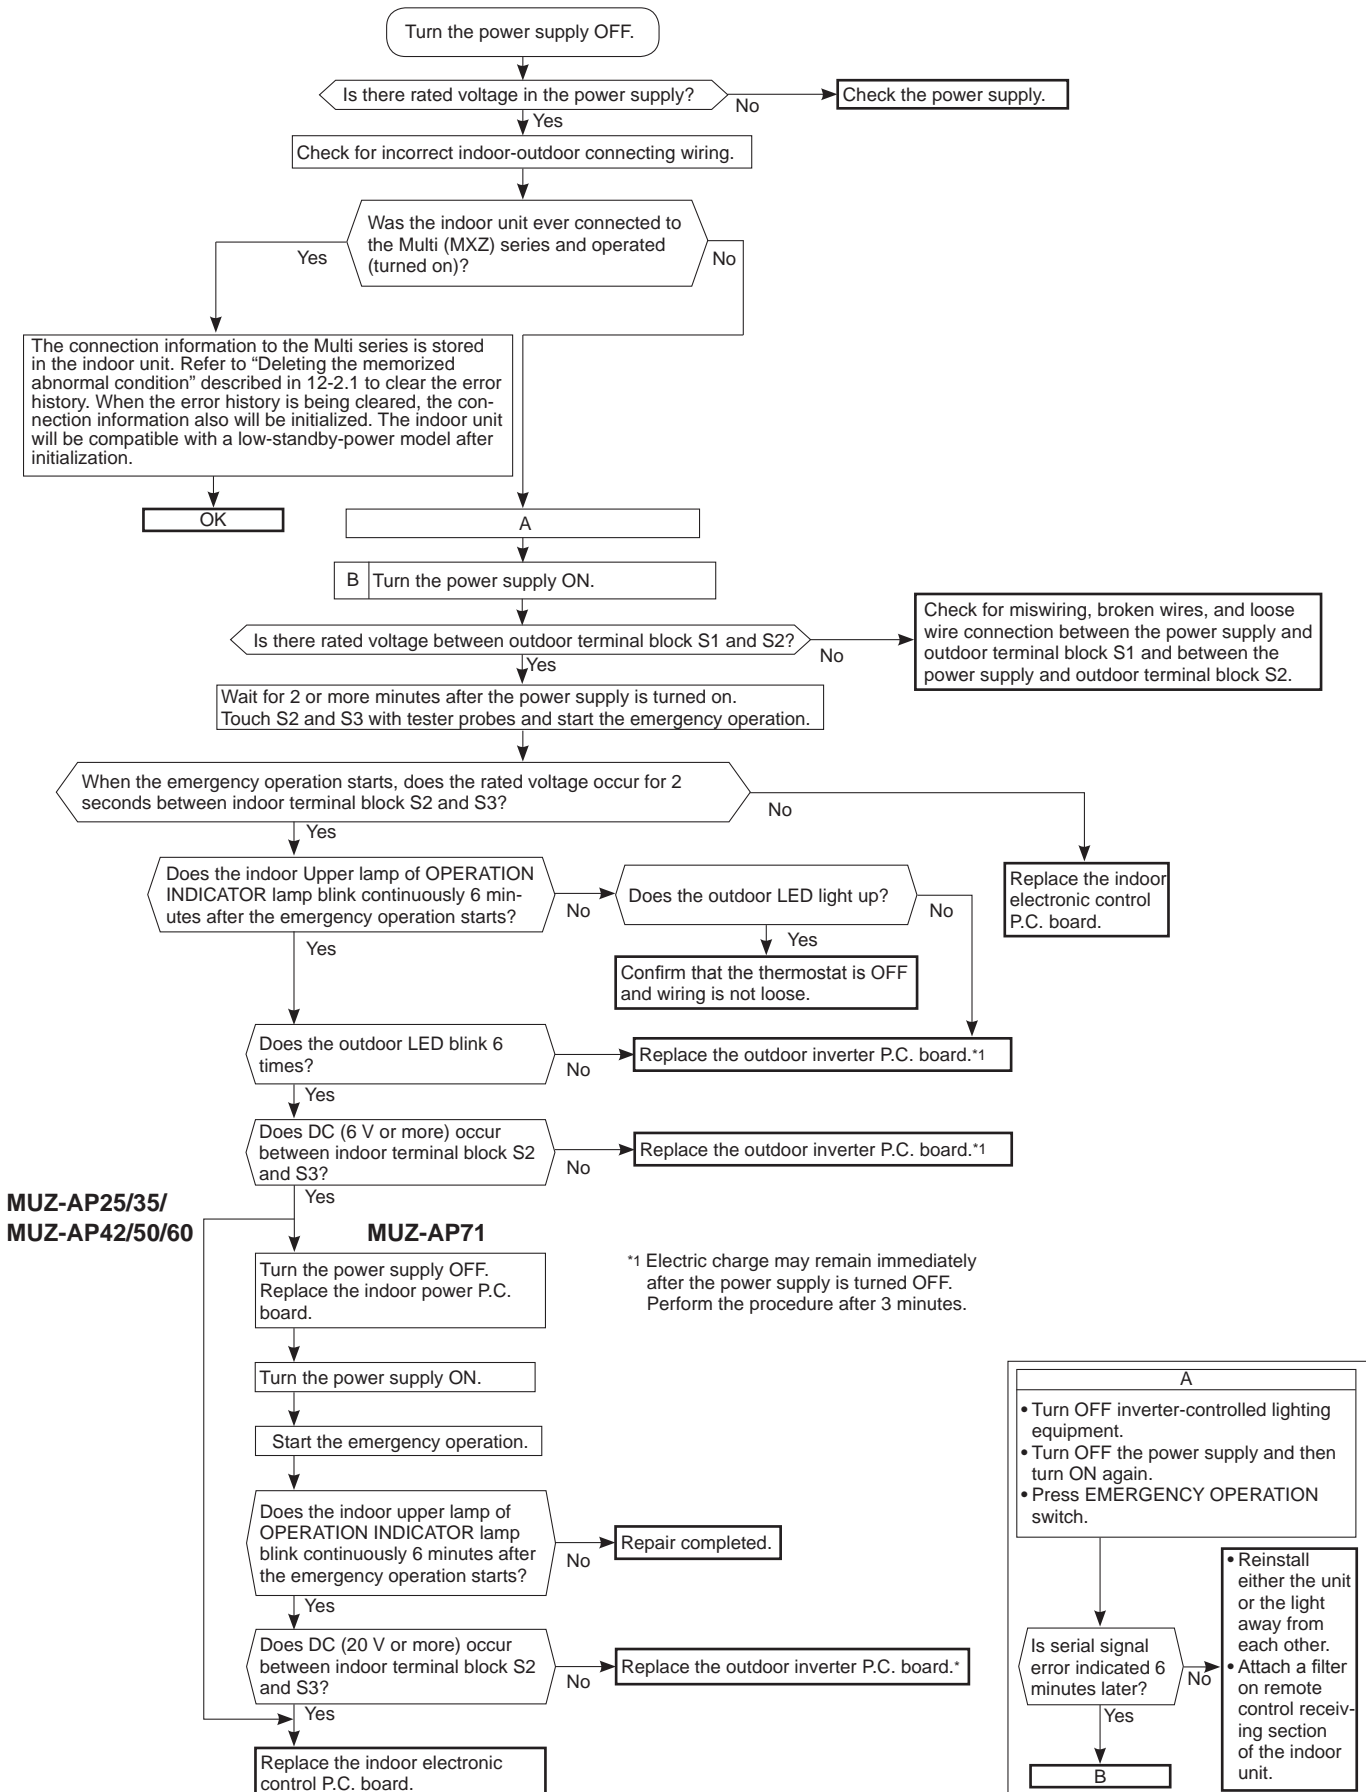 Turn the power supply OFF.
Is there rated voltage in the power supply?
No
Check the power supply.
Yes
Check for incorrect indoor-outdoor connecting wiring.
Was the indoor unit ever connected to
the Multi (MXZ) series and operated
(turned on)?
Yes
No
The connection information to the Multi series is stored
in the indoor unit. Refer to “Deleting the memorized
abnormal condition” described in 12-2.1 to clear the error
history. When the error history is being cleared, the con-
nection information also will be initialized. The indoor unit
will be compatible with a low-standby-power model after
initialization.
OK
A
B Turn the power supply ON.
Is there rated voltage between outdoor terminal block S1 and S2?
No
Check for miswiring, broken wires, and loose
wire connection between the power supply and
outdoor terminal block S1 and between the
power supply and outdoor terminal block S2.
Yes
Wait for 2 or more minutes after the power supply is turned on.
Touch S2 and S3 with tester probes and start the emergency operation.
When the emergency operation starts, does the rated voltage occur for 2
seconds between indoor terminal block S2 and S3?
No
Yes
Replace the indoor
electronic control
P.C. board.
Does the indoor Upper lamp of OPERATION
INDICATOR lamp blink continuously 6 min-
utes after the emergency operation starts?
No
Does the outdoor LED light up?
No
Yes
Yes
Confirm that the thermostat is OFF
and wiring is not loose.
Does the outdoor LED blink 6
times?
No
Replace the outdoor inverter P.C. board.*1
Yes
Does DC (6 V or more) occur
between indoor terminal block S2
and S3?
No
Replace the outdoor inverter P.C. board.*1
Yes
MUZ-AP25/35/
MUZ-AP42/50/60
MUZ-AP71
Turn the power supply OFF.
Replace the indoor power P.C.
board.
*1 Electric charge may remain immediately
after the power supply is turned OFF.
Perform the procedure after 3 minutes.
Turn the power supply ON.
Start the emergency operation.
Does the indoor upper lamp of
OPERATION INDICATOR lamp
blink continuously 6 minutes after
the emergency operation starts?
No
Repair completed.
Yes
Does DC (20 V or more) occur
between indoor terminal block S2
and S3?
No
Replace the outdoor inverter P.C. board.*
Yes
Replace the indoor electronic
control P.C. board.
A
• Turn OFF inverter-controlled lighting
equipment.
• Turn OFF the power supply and then
turn ON again.
• Press EMERGENCY OPERATION
switch.
Is serial signal
error indicated 6
minutes later?
No
• Reinstall
either the unit
or the light
away from
each other.
• Attach a filter
on remote
control receiv-
ing section
of the indoor
unit.
Yes
B